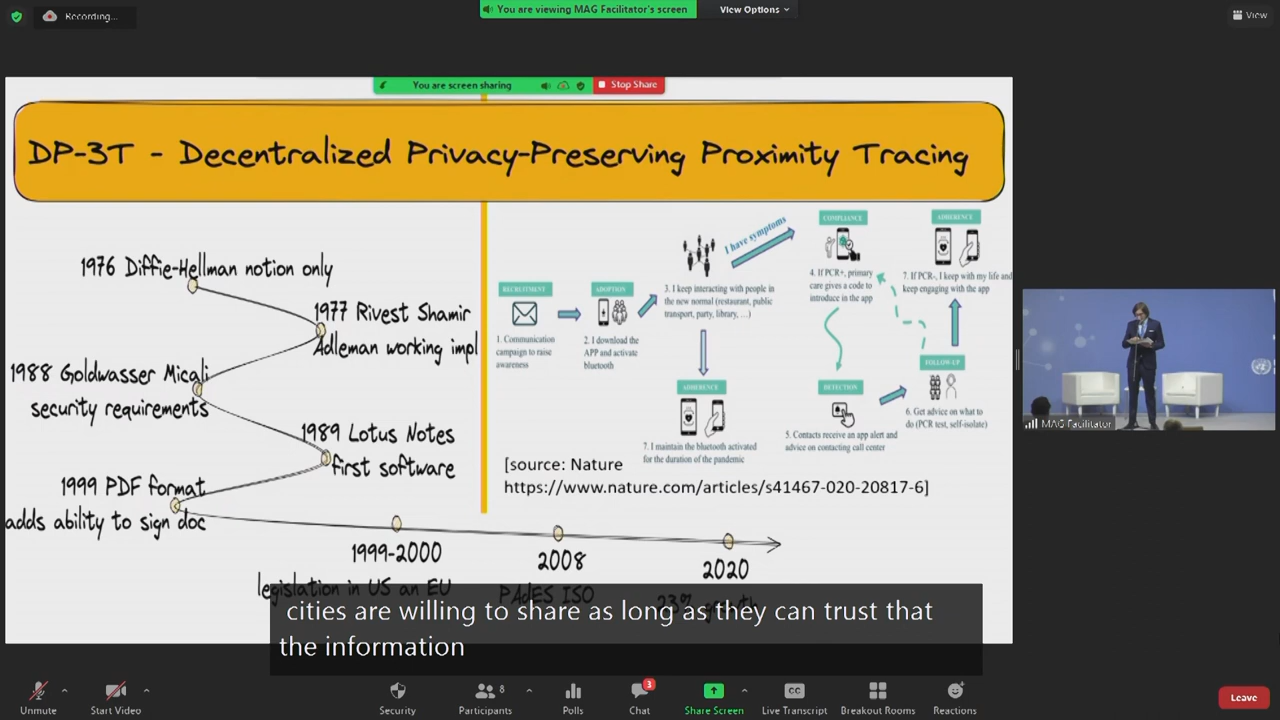 Recording...
You are viewing MAG Facilitator's screen
View Options
View
You are screen sharing
Stop Share
DP-3T - Decentralized Privacy-Preserving Proximity Tracing
1976 Diffie-Hellman notion only
1977 Rivest Shamir
Adleman working impl
1988 Goldwasser Micali
security requirements
1989 Lotus Notes
first software
1999 PDF format
adds ability to sign doc
1999-2000
legislation in US an EU
2008
PAdES ISO
2020
RECRUITMENT
1. Communication
campaign to raise
awareness
ADOPTION
2. I download the
APP and activate
bluetooth
3. I keep interacting with people in
the new normal (restaurant, public
transport, party, library, ...)
I have symptoms
ADHERENCE
7. I maintain the bluetooth activated
for the duration of the pandemic
COMPLIANCE
4. If PCR+, primary
care gives a code to
introduce in the app
DETECTION
5. Contacts receive an app alert and
advice on contacting call center
FOLLOW-UP
6. Get advice on what to
do (PCR test, self-isolate)
ADHERENCE
7. If PCR-, I keep with my life and
keep engaging with the app
[source: Nature
https://www.nature.com/articles/s41467-020-20817-6]
cities are willing to share as long as they can trust that
the information
MAG Facilitator
Unmute
Start Video
Security
Participants
8
Polls
Chat
3
Share Screen
CC
Live Transcript
Breakout Rooms
Reactions
Leave